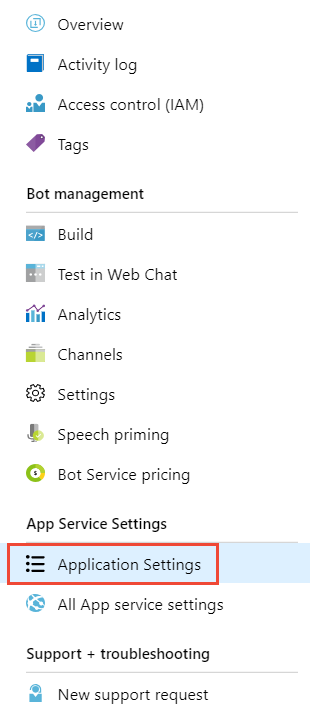 Overview
Activity log
Access control (IAM)
Tags
Bot management
Build
Test in Web Chat
Analytics
Channels
Settings
Speech priming
Bot Service pricing
App Service Settings
Application Settings
All App service settings
Support + troubleshooting
New support request